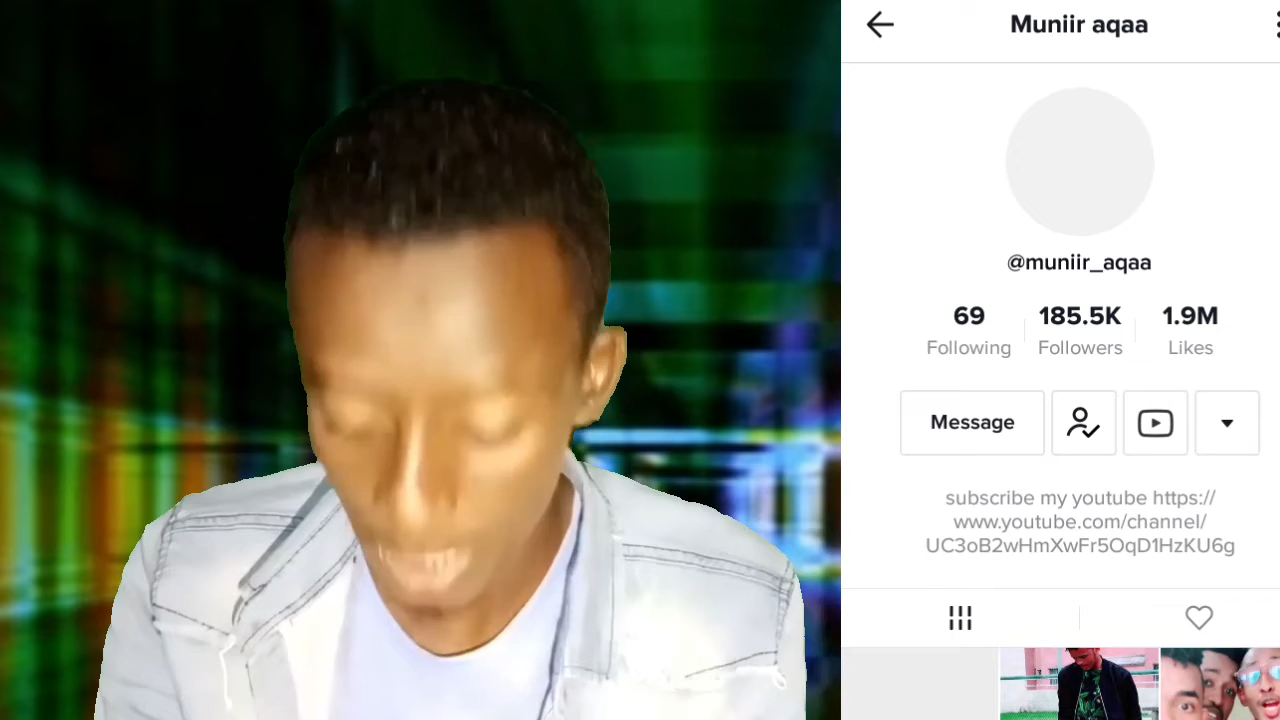 Muniir aqaa
@muniir_aqaa
69
Following
185.5K
Followers
1.9M
Likes
Message
subscribe my youtube https://
www.youtube.com/channel/
UC3oB2wHmXwFr5OqD1HzKU6g